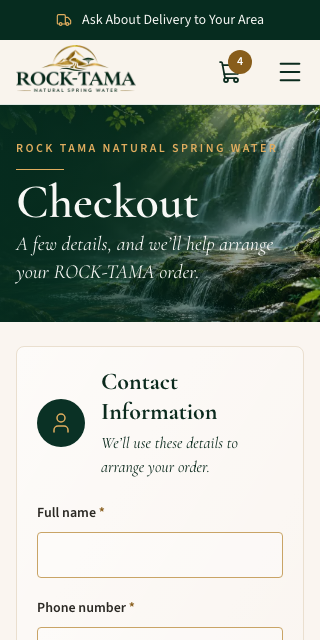 Ask About Delivery to Your Area
ROCK-TAMA
NATURAL SPRING WATER
4
ROCK TAMA NATURAL SPRING WATER
Checkout
A few details, and we'll help arrange
your ROCK-TAMA order.
Contact
Information
We'll use these details to
arrange your order.
Full name *
Phone number *